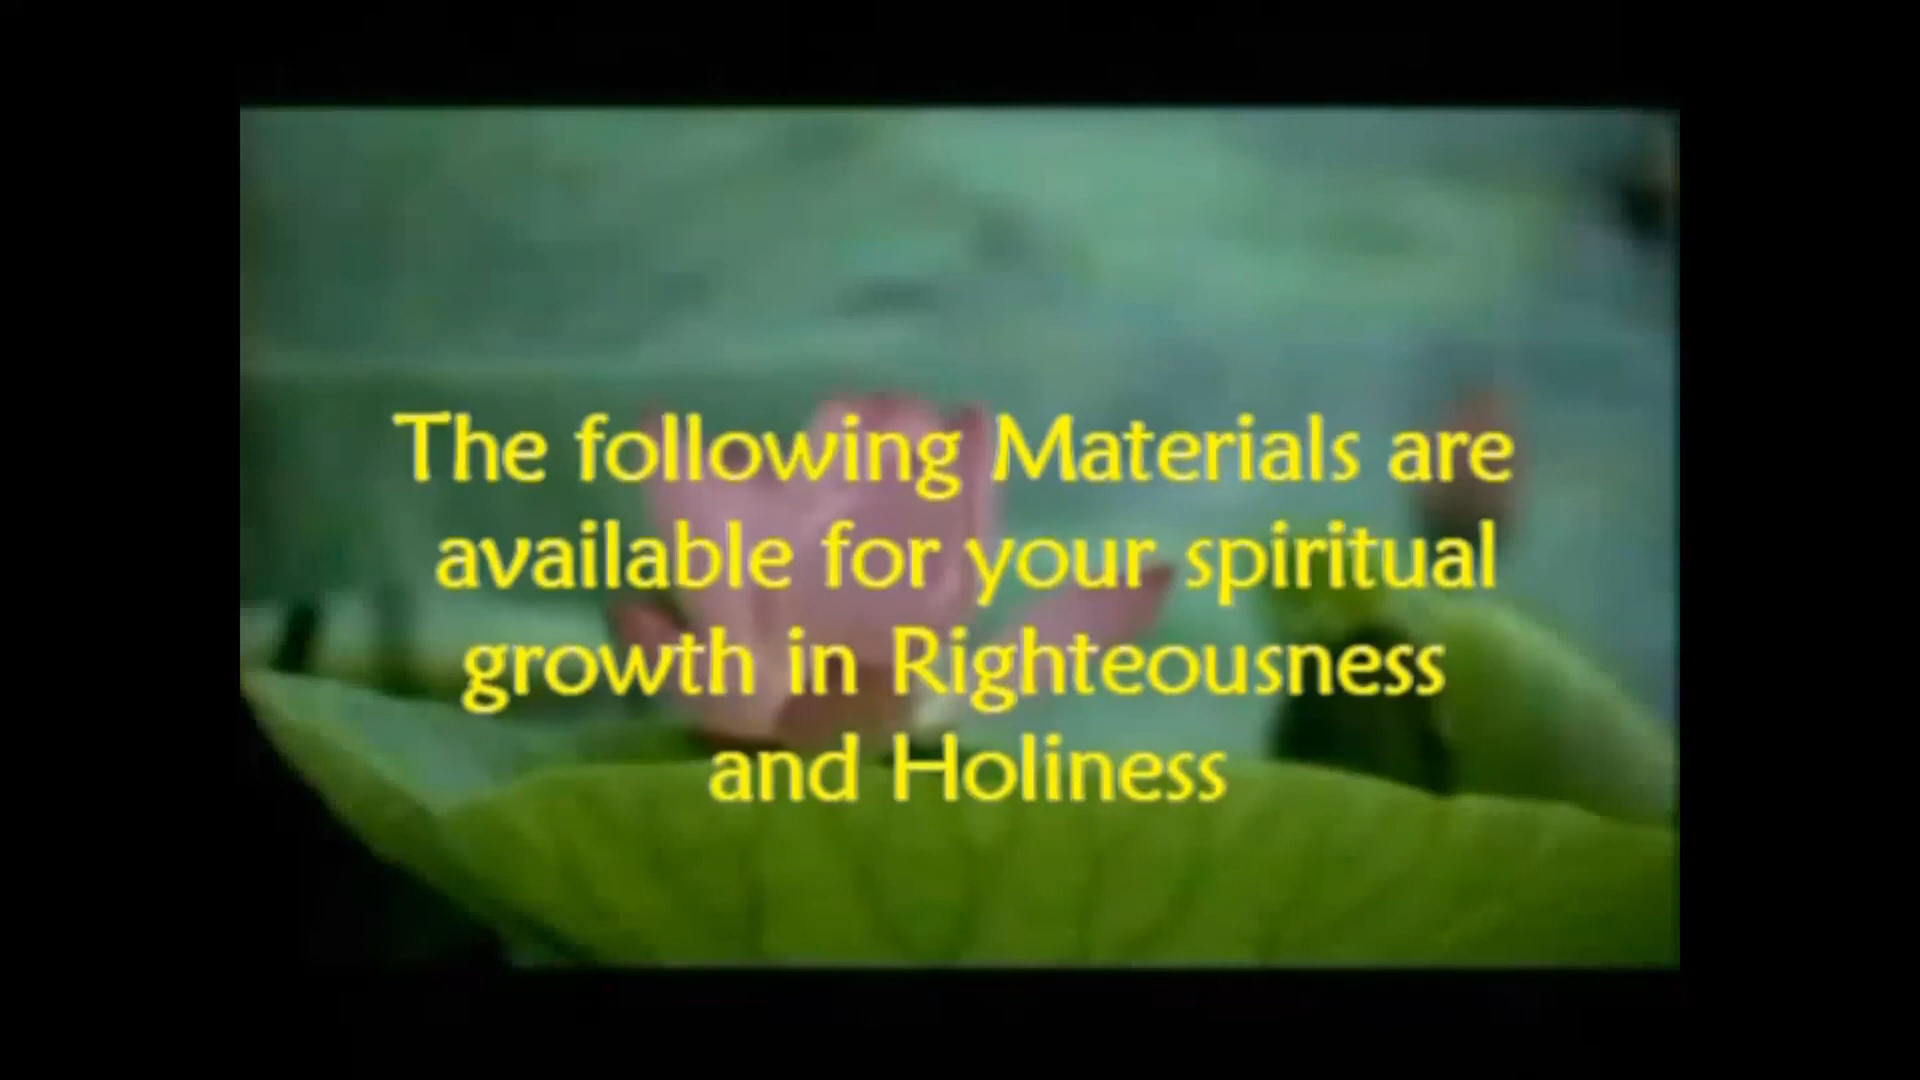 The following Materials are
available for your spiritual
growth in Righteousness
and Holiness